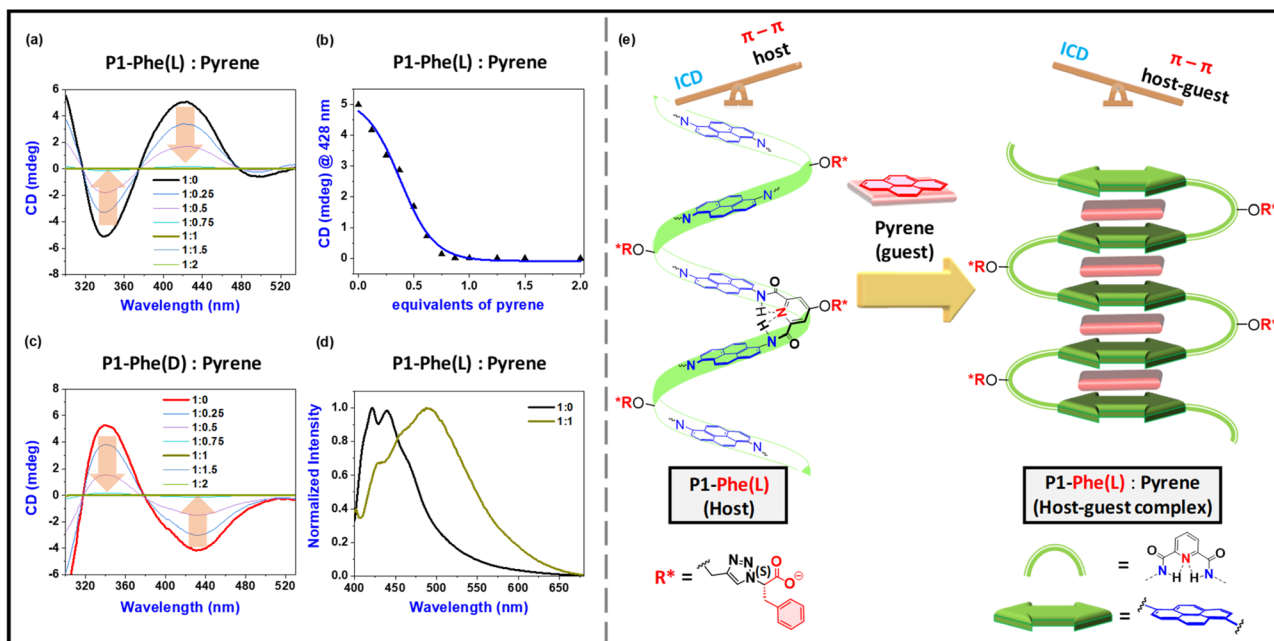 (a)
P1-Phe(L) : Pyrene
CD (mdeg)
6
4
2
0
-2
-4
-6
1:0
1:0.25
1:0.5
1:0.75
1:1
1:1.5
1:2
320 360 400 440 480 520
Wavelength (nm)
(b)
P1-Phe(L) : Pyrene
CD (mdeg) @ 428 nm
5
4
3
2
1
0
0.0 0.5 1.0 1.5 2.0
equivalents of pyrene
(c)
P1-Phe(D) : Pyrene
CD (mdeg)
6
4
2
0
-2
-4
-6
1:0
1:0.25
1:0.5
1:0.75
1:1
1:1.5
1:2
320 360 400 440 480 520
Wavelength (nm)
(d)
P1-Phe(L) : Pyrene
Normalized Intensity
1.0
0.8
0.6
0.4
0.2
0
1:0
1:1
400 450 500 550 600 650
Wavelength (nm)
(e)
ICD
π – π
host
N
N
OR*
N
N
*RO
N
O
N
H
N
H
N
O
OR*
N
*RO
N
N
P1-Phe(L)
(Host)
R* =
N=N
N
(S)
O
O⊖
Pyrene
(guest)
ICD
π – π
host-guest
OR*
*RO
OR*
*RO
P1-Phe(L) : Pyrene
(Host-guest complex)
=
O
N
O
N
H
H
N
=